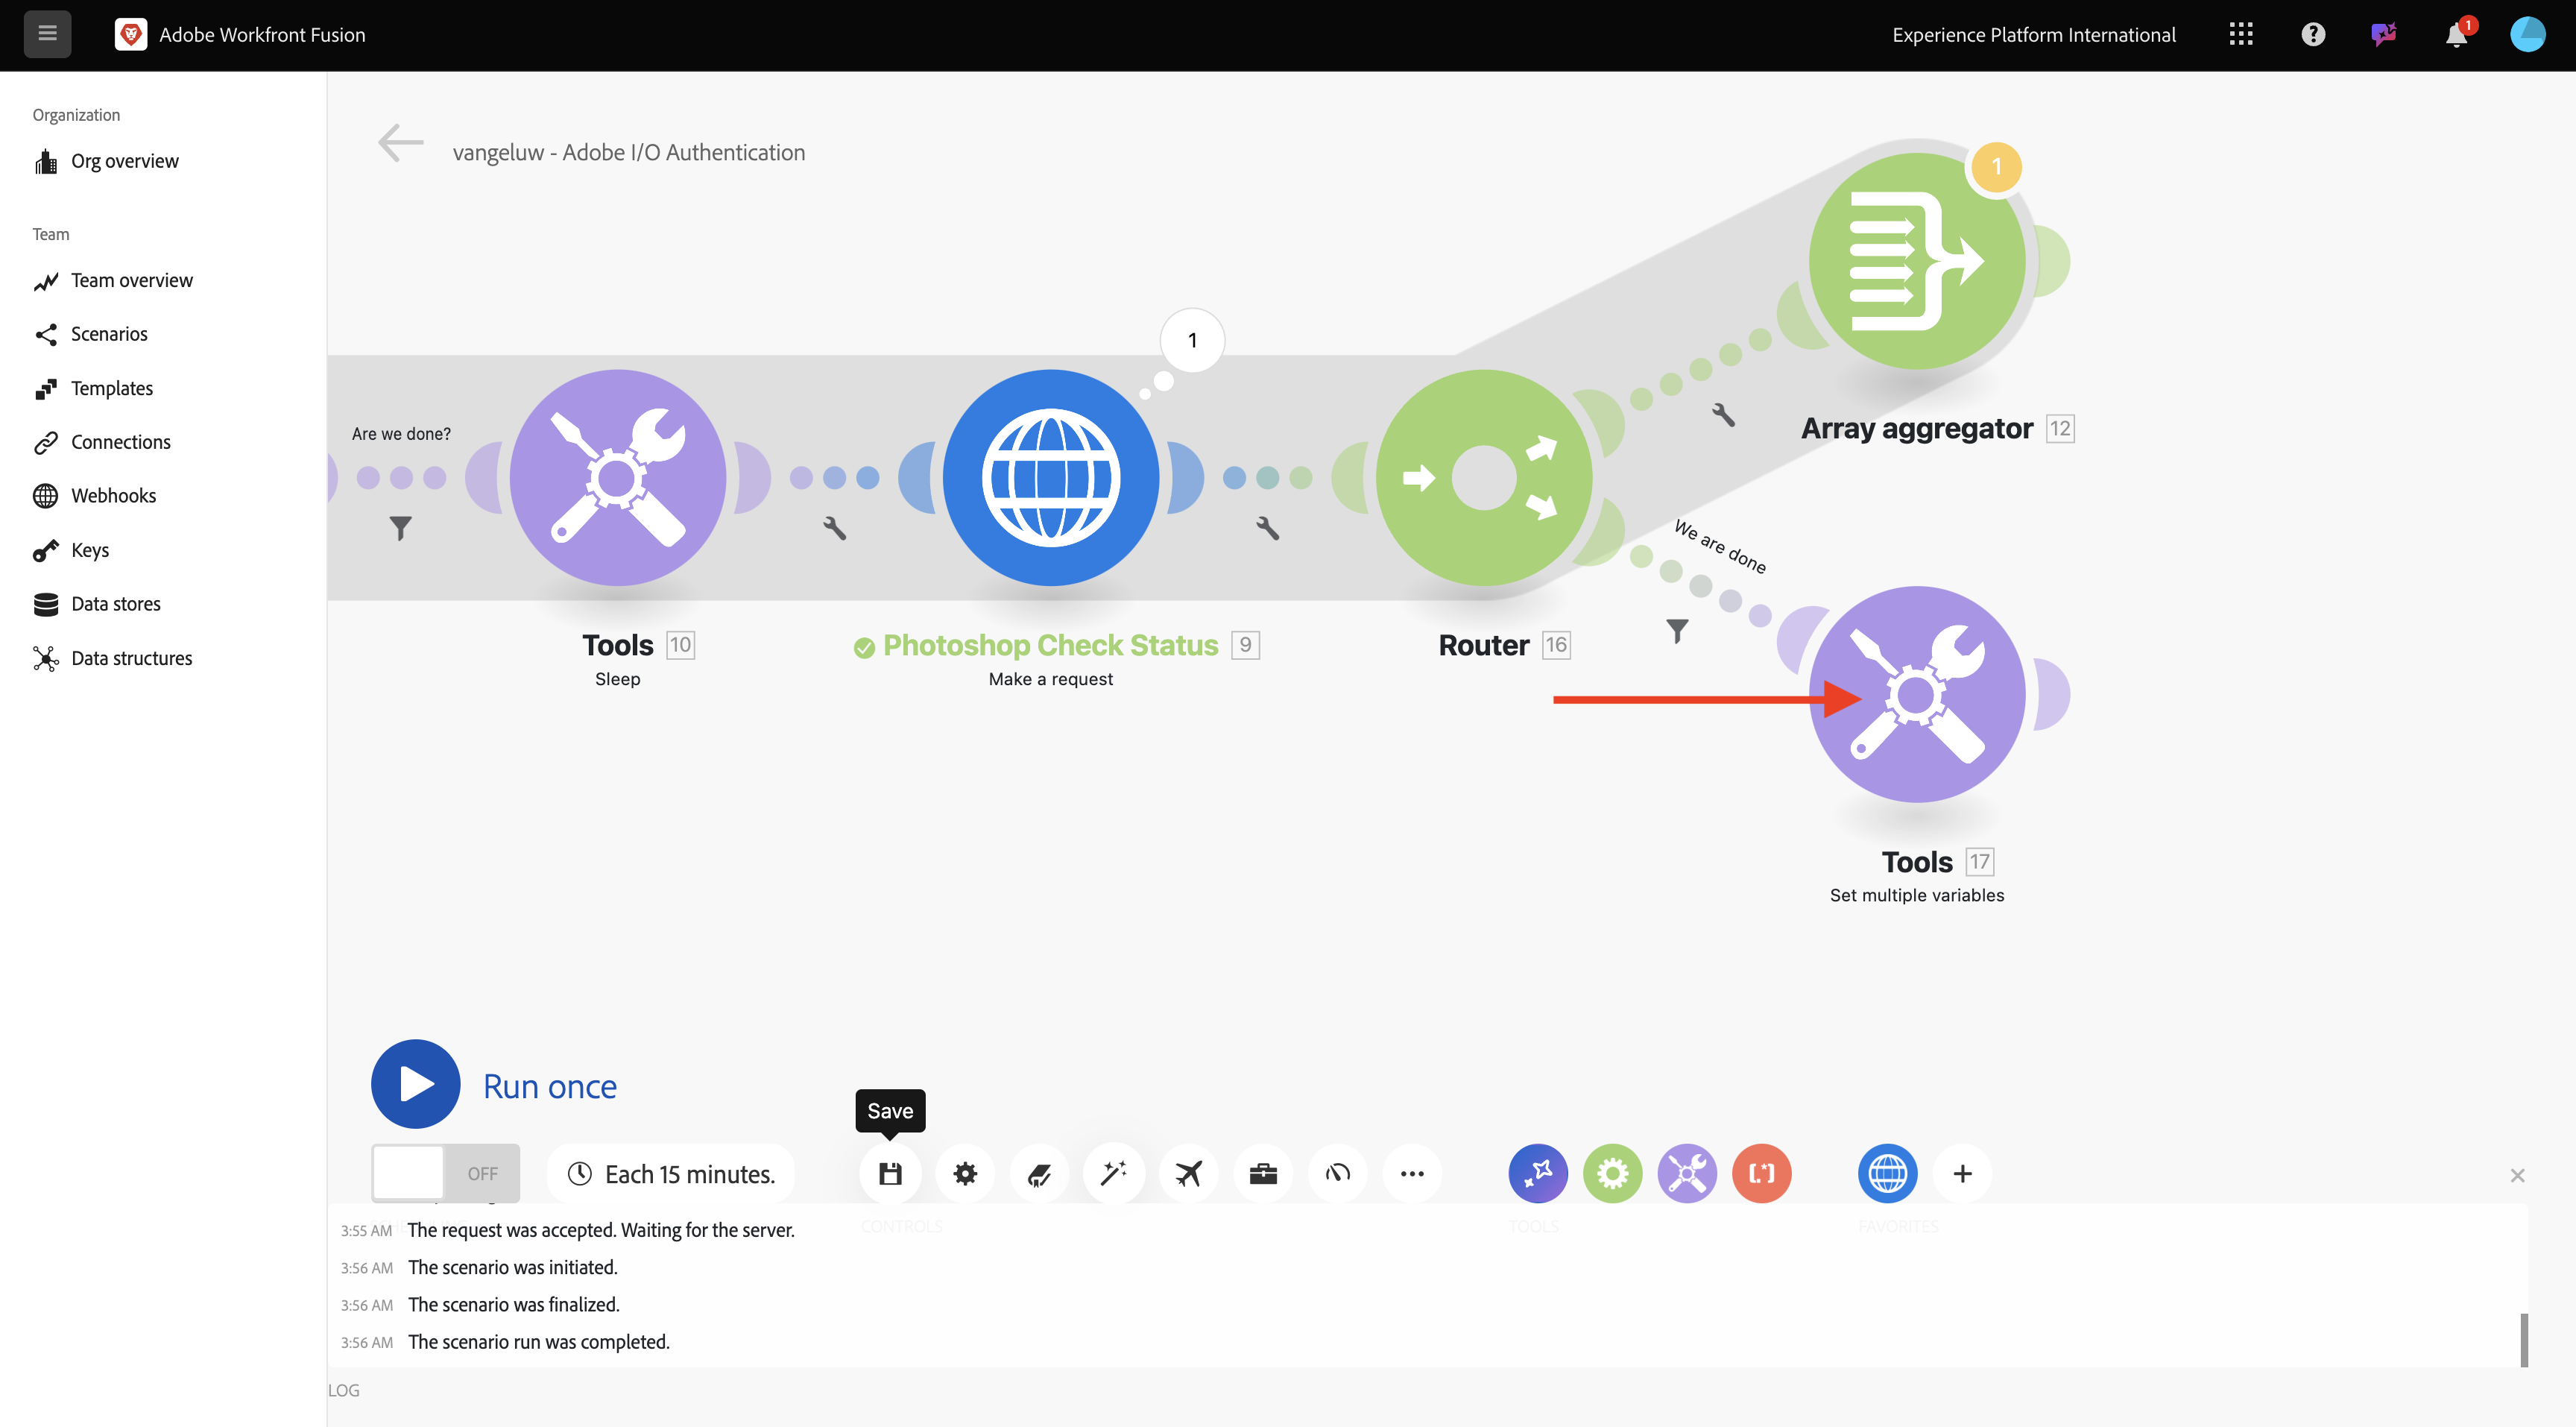 Adobe Workfront Fusion
Experience Platform International
1
Organization
Org overview
Team
Team overview
Scenarios
Templates
Connections
Webhooks
Keys
Data stores
Data structures
vangeluw - Adobe I/O Authentication
1
1
Are we done?
Array aggregator 12
We are done
Tools 10
Sleep
Photoshop Check Status 9
Make a request
Router 16
Tools 17
Set multiple variables
Run once
Save
OFF
Each 15 minutes.
CONTROLS
TOOLS
FAVORITES
3:55 AM The request was accepted. Waiting for the server.
3:56 AM The scenario was initiated.
3:56 AM The scenario was finalized.
3:56 AM The scenario run was completed.
LOG